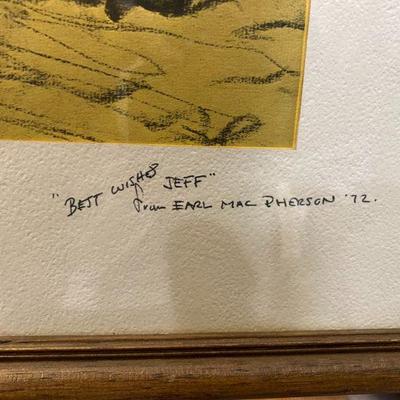 "BEST WISHES JEFF"
from EARL MAC PHERSON '72.